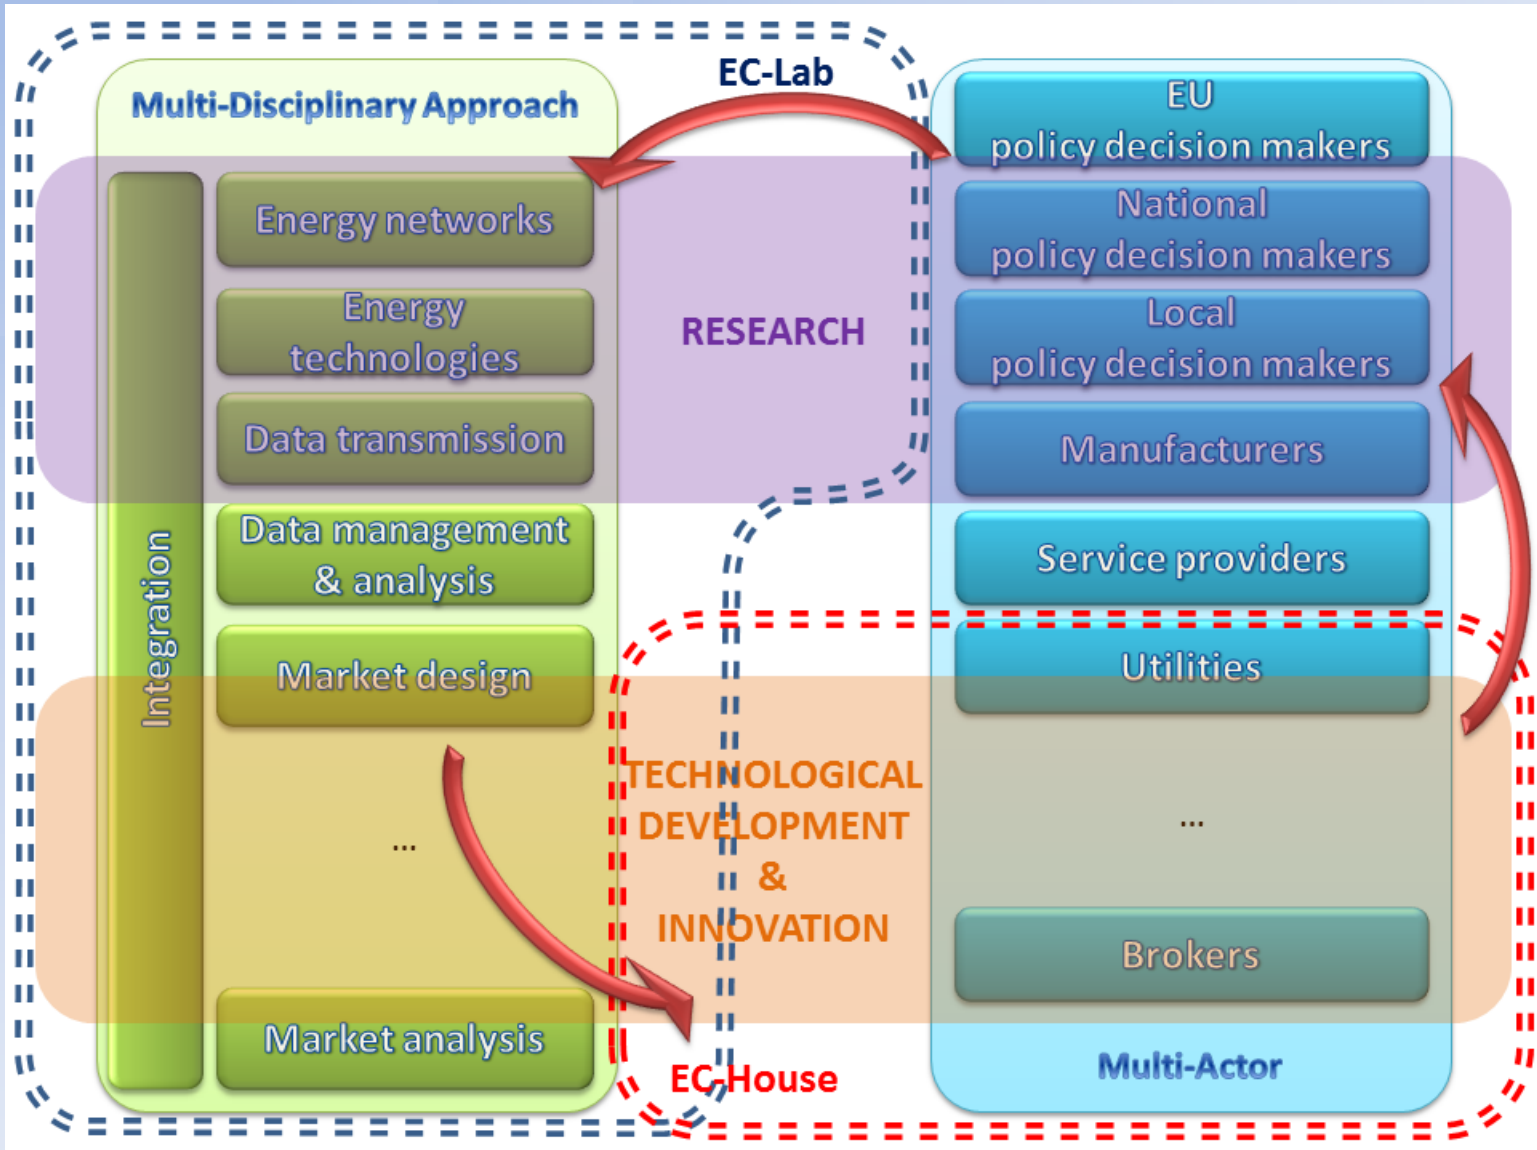 EC-Lab
Multi-Disciplinary Approach
Integration
Energy networks
Energy
technologies
Data transmission
Data management
& analysis
Market design
...
Market analysis
RESEARCH
TECHNOLOGICAL
DEVELOPMENT
&
INNOVATION
EC-House
EU
policy decision makers
National
policy decision makers
Local
policy decision makers
Manufacturers
Service providers
Utilities
...
Brokers
Multi-Actor